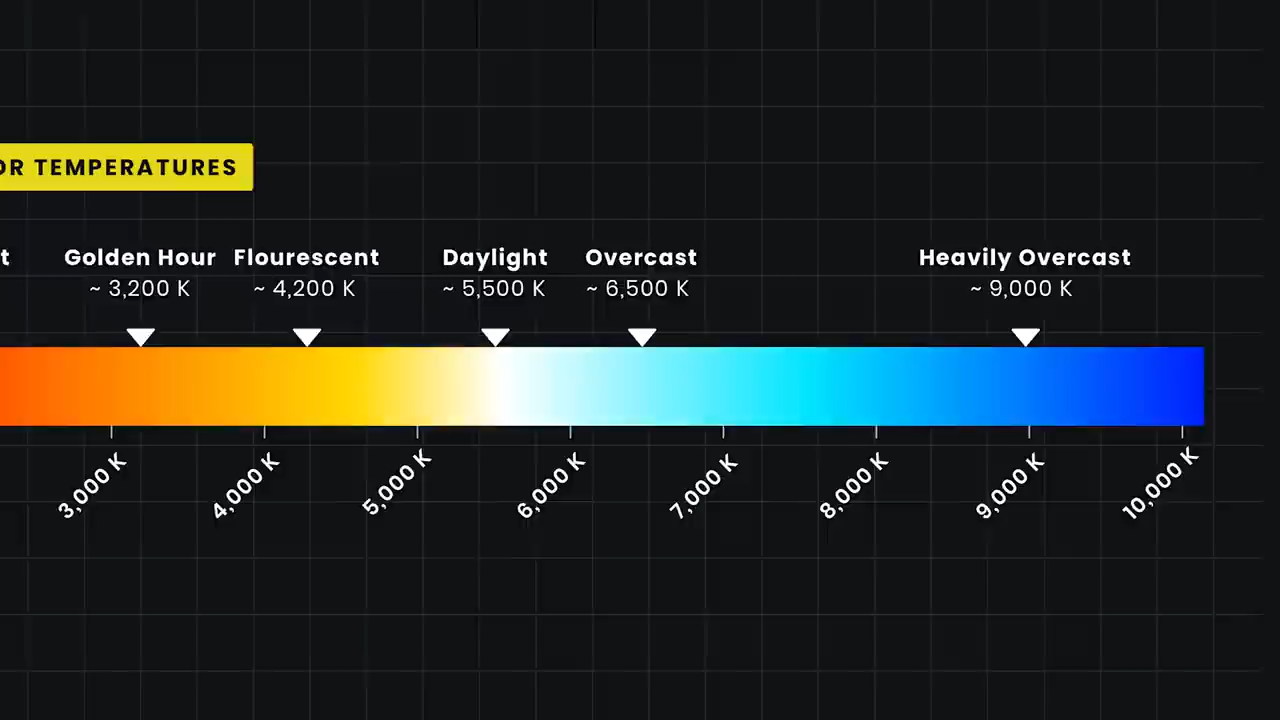 OR TEMPERATURES
t
Golden Hour
~ 3,200 K
Flourescent
~ 4,200 K
Daylight
~ 5,500 K
Overcast
~ 6,500 K
Heavily Overcast
~ 9,000 K
3,000 K
4,000 K
5,000 K
6,000 K
7,000 K
8,000 K
9,000 K
10,000 K